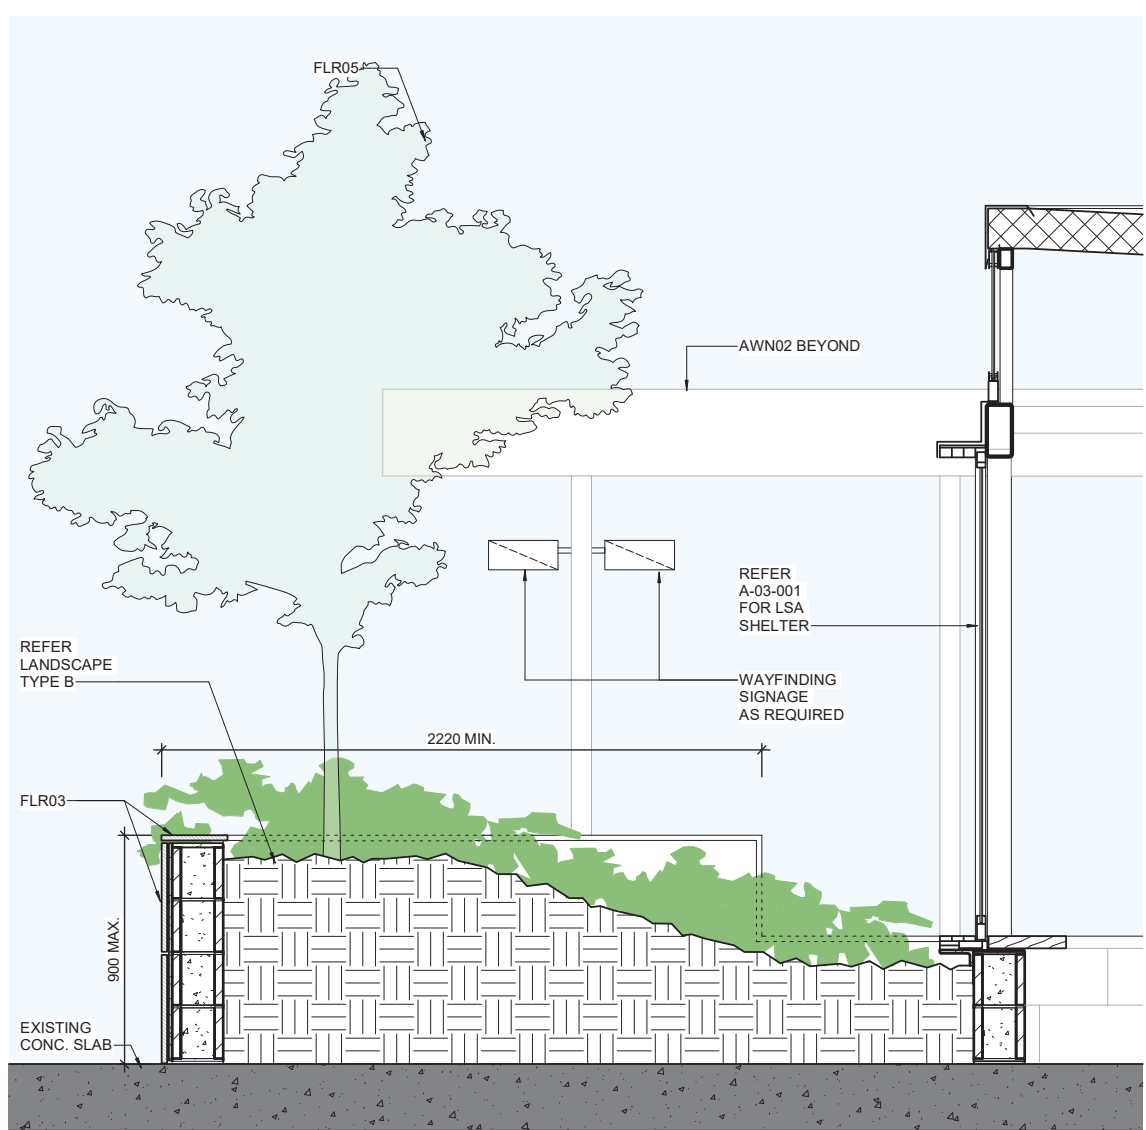 FLR05
AWN02 BEYOND
REFER
A-03-001
FOR LSA
SHELTER
REFER
LANDSCAPE
TYPE B
WAYFINDING
SIGNAGE
AS REQUIRED
2220 MIN.
FLR03
900 MAX.
EXISTING
CONC. SLAB